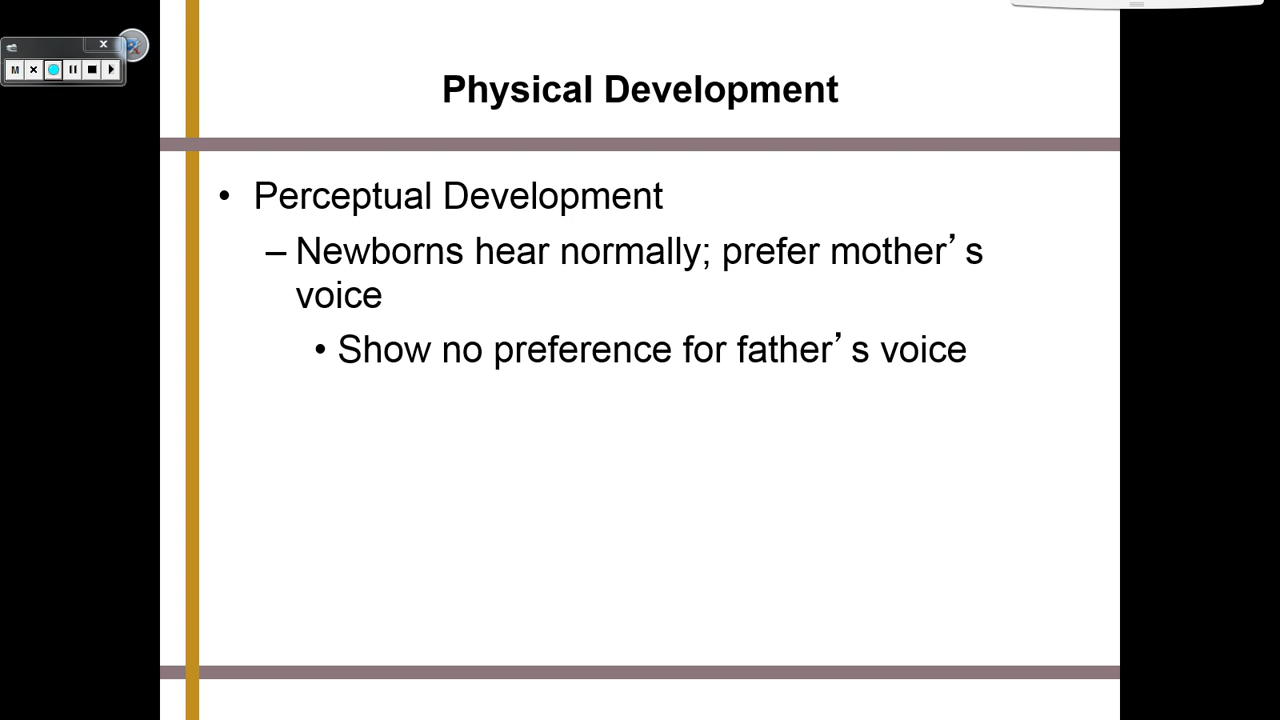 Physical Development
• Perceptual Development
– Newborns hear normally; prefer mother’s
voice
• Show no preference for father’s voice
M